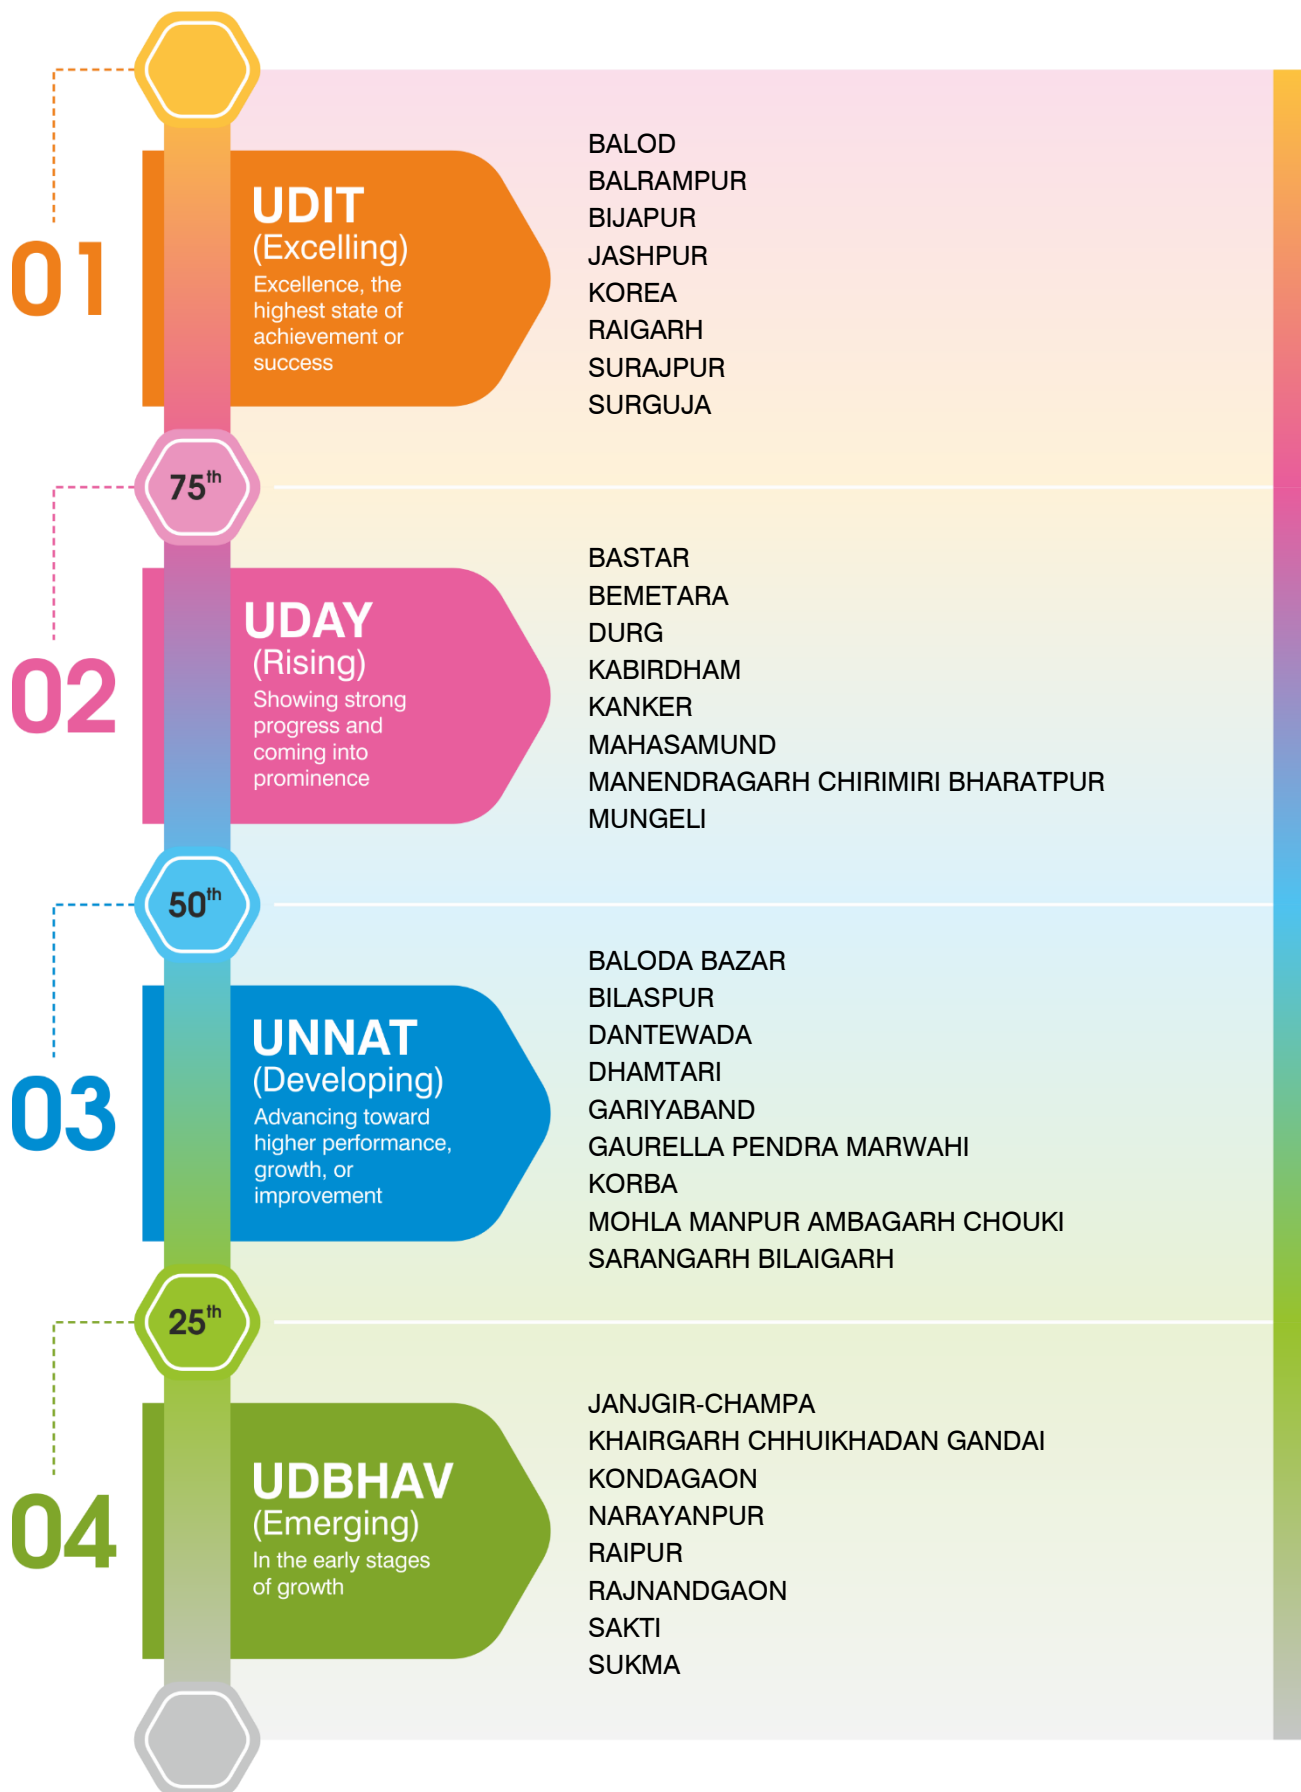 01
UDIT
(Excelling)
Excellence, the
highest state of
achievement or
success
BALOD
BALRAMPUR
BIJAPUR
JASHPUR
KOREA
RAIGARH
SURAJPUR
SURGUJA
75th
02
UDAY
(Rising)
Showing strong
progress and
coming into
prominence
BASTAR
BEMETARA
DURG
KABIRDHAM
KANKER
MAHASAMUND
MANENDRAGARH CHIRIMIRI BHARATPUR
MUNGELI
50th
03
UNNAT
(Developing)
Advancing toward
higher performance,
growth, or
improvement
BALODA BAZAR
BILASPUR
DANTEWADA
DHAMTARI
GARIYABAND
GAURELLA PENDRA MARWAHI
KORBA
MOHLA MANPUR AMBAGARH CHOUKI
SARANGARH BILAIGARH
25th
04
UDBHAV
(Emerging)
In the early stages
of growth
JANJGIR-CHAMPA
KHAIRGARH CHHUIKHADAN GANDAI
KONDAGAON
NARAYANPUR
RAIPUR
RAJNANDGAON
SAKTI
SUKMA